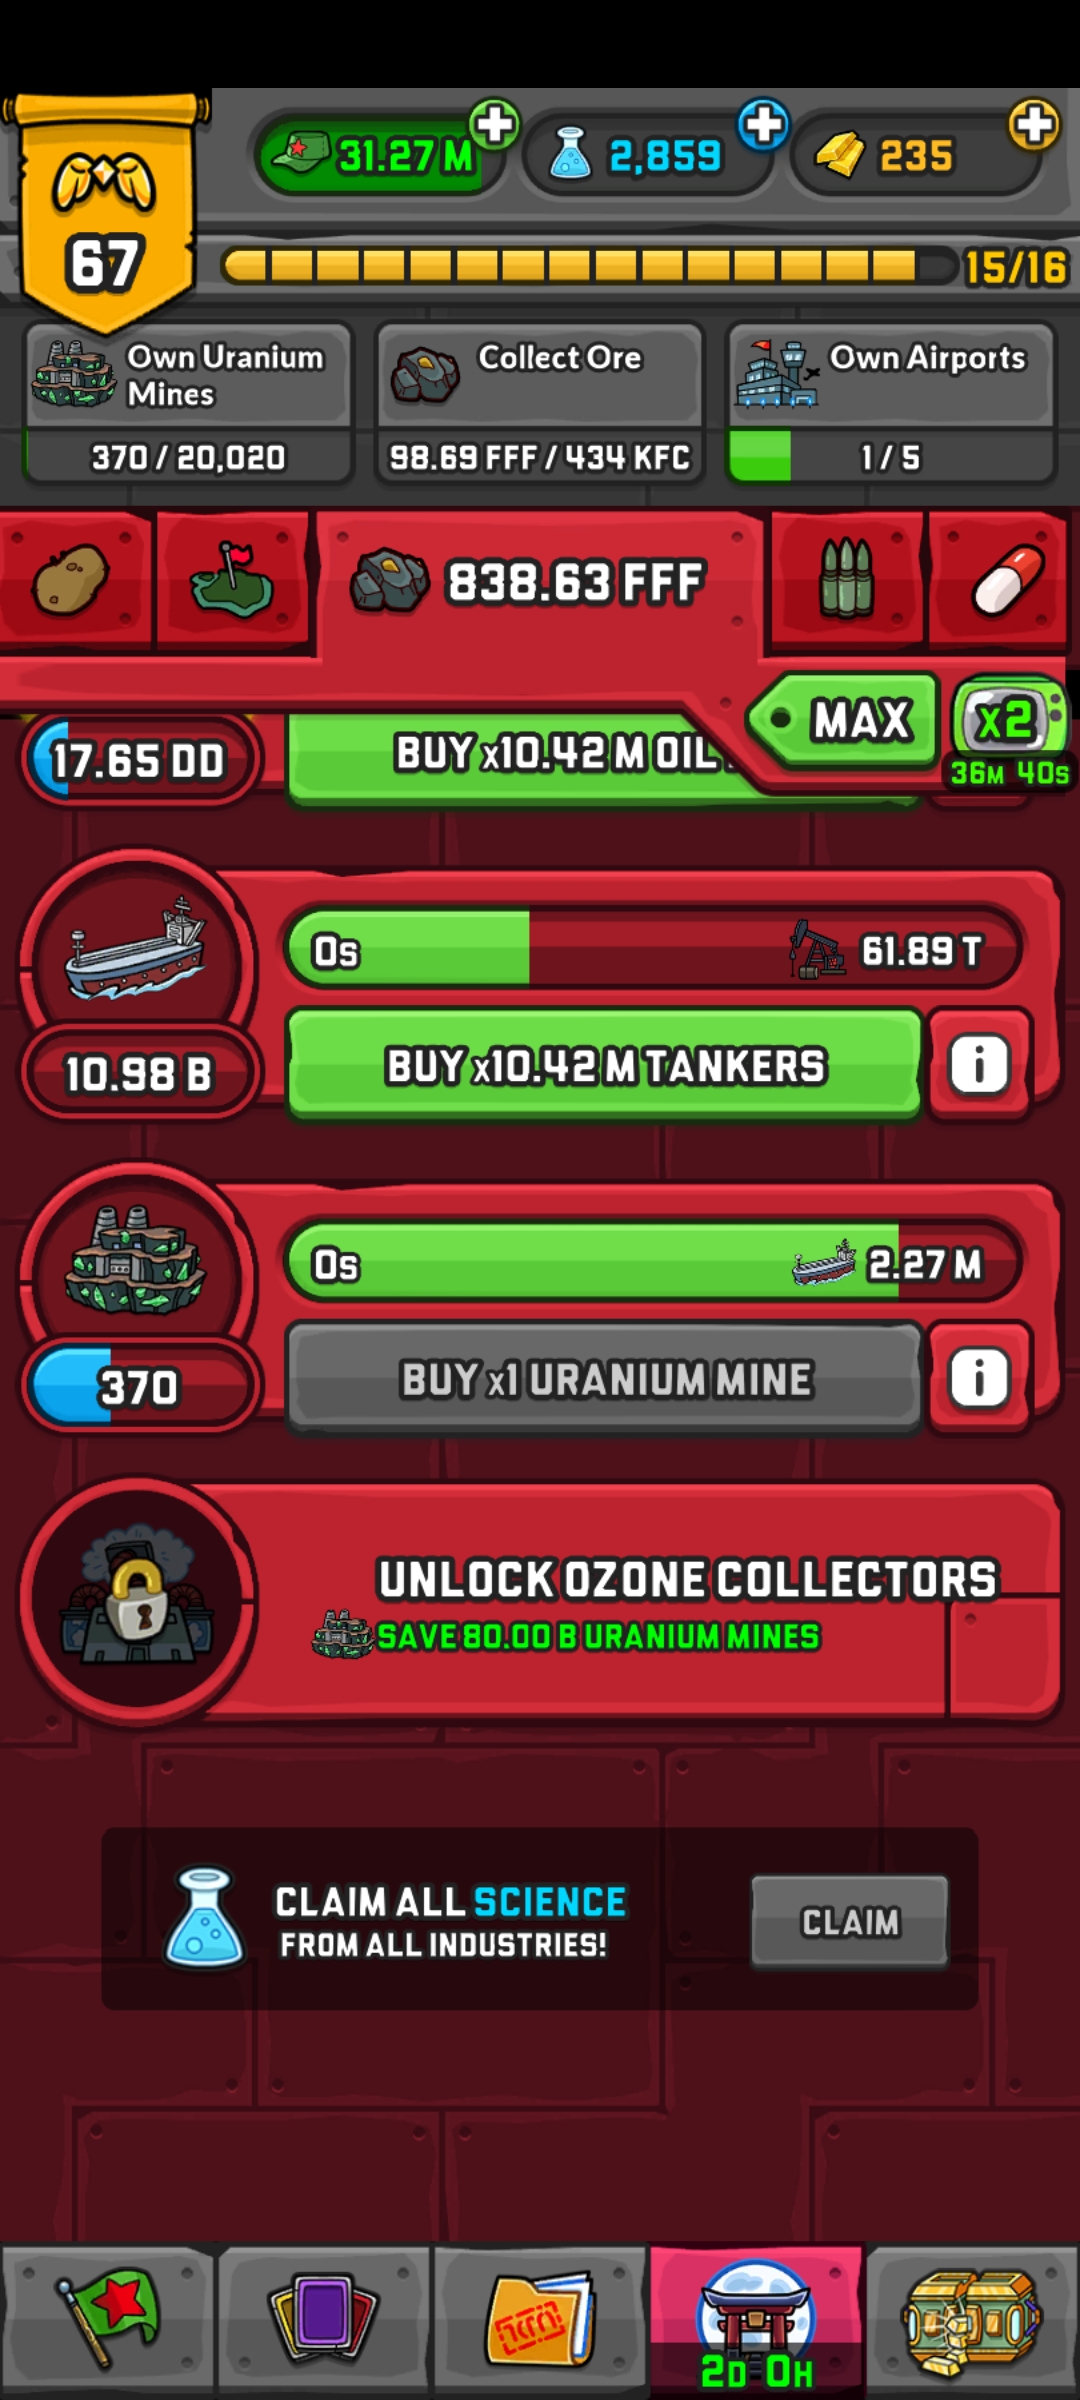 31.27 M
2,859
235
67
15/16
Own Uranium
Mines
370 / 20,020
Collect Ore
98.69 FFF / 434 KFC
Own Airports
1 / 5
838.63 FFF
MAX
x2
36M 40S
17.65 DD
BUY x10.42 M OIL
0s
61.89 T
10.98 B
BUY x10.42 M TANKERS
i
0s
2.27 M
370
BUY x1 URANIUM MINE
i
UNLOCK OZONE COLLECTORS
SAVE 80.00 B URANIUM MINES
CLAIM ALL SCIENCE
FROM ALL INDUSTRIES!
CLAIM
2D 0H